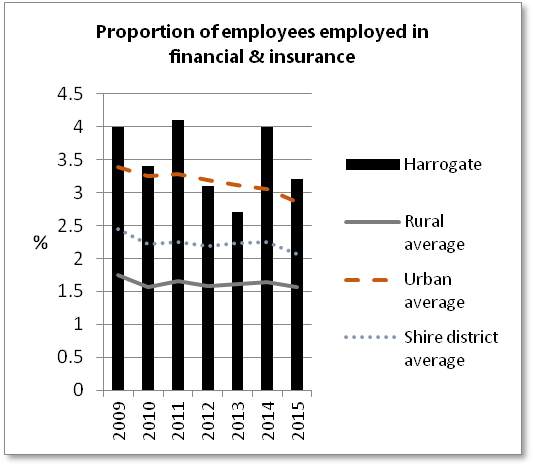 Proportion of employees employed in
financial & insurance
4.5
4
3.5
3
2.5
2
1.5
1
0.5
0
%
2009
2010
2011
2012
2013
2014
2015
Harrogate
Rural
average
Urban
average
Shire district
average